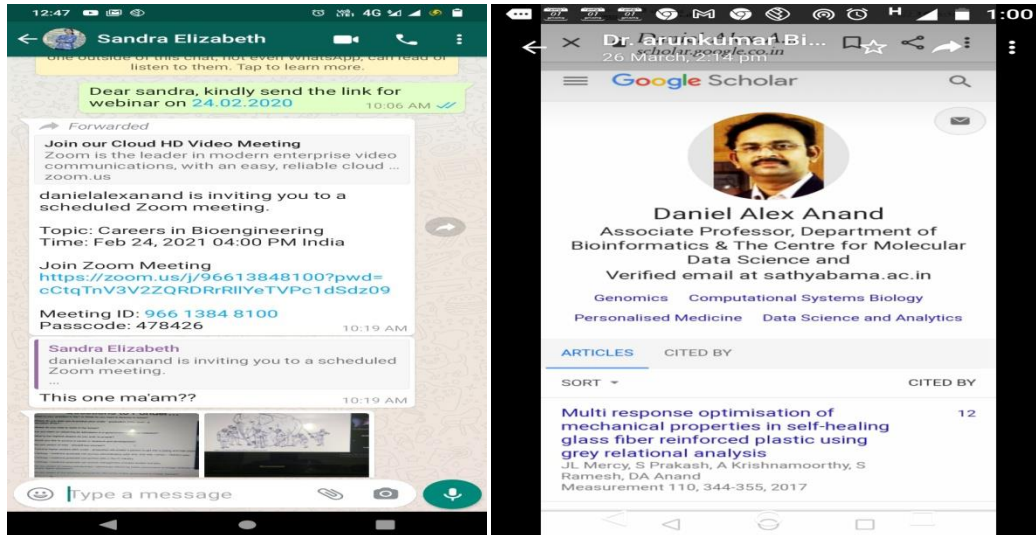 12:47
4G
Sandra Elizabeth
one outside of this chat, not even WhatsApp, can read or
listen to them. Tap to learn more.
Dear sandra, kindly send the link for
webinar on 24.02.2020
10:06 AM
Forwarded
Join our Cloud HD Video Meeting
Zoom is the leader in modern enterprise video
communications, with an easy, reliable cloud ...
zoom.us
danielalexanand is inviting you to a
scheduled Zoom meeting.
Topic: Careers in Bioengineering
Time: Feb 24, 2021 04:00 PM India
Join Zoom Meeting
https://zoom.us/j/96613848100?pwd=
Meeting ID: 966 1384 8100
Passcode: 478426
10:19 AM
Sandra Elizabeth
danielalexanand is inviting you to a scheduled
Zoom meeting.
...
This one ma'am??
10:19 AM
Type a message
H
1:00
Dr. arunkumar.Bi...
scholar.google.co.in
26 March, 2:14 pm
Google Scholar
Daniel Alex Anand
Associate Professor, Department of
Bioinformatics & The Centre for Molecular
Data Science and
Verified email at sathyabama.ac.in
Genomics Computational Systems Biology
Personalised Medicine Data Science and Analytics
ARTICLES CITED BY
SORT CITED BY
Multi response optimisation of 12
mechanical properties in self-healing
glass fiber reinforced plastic using
grey relational analysis
JL Mercy, S Prakash, A Krishnamoorthy, S
Ramesh, DA Anand
Measurement 110, 344-355, 2017